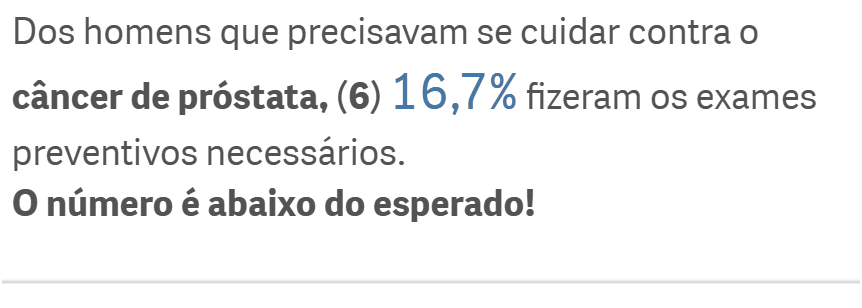 Dos homens que precisavam se cuidar contra o
câncer de próstata, (6) 16,7% fizeram os exames
preventivos necessários.
O número é abaixo do esperado!